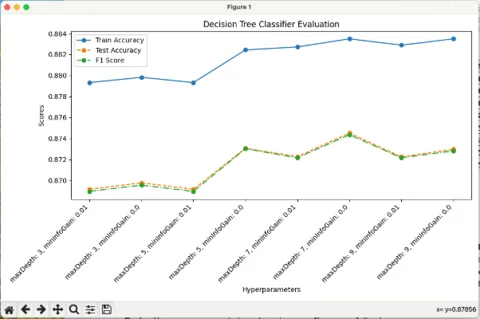 Figure 1
Decision Tree Classifier Evaluation
Train Accuracy
Test Accuracy
F1 Score
0.884
0.882
0.880
0.878
0.876
0.874
0.872
0.870
Scores
maxDepth: 3, minInfoGain: 0.01
maxDepth: 3, minInfoGain: 0.0
maxDepth: 5, minInfoGain: 0.01
maxDepth: 5, minInfoGain: 0.0
maxDepth: 7, minInfoGain: 0.01
maxDepth: 7, minInfoGain: 0.0
maxDepth: 9, minInfoGain: 0.01
maxDepth: 9, minInfoGain: 0.0
Hyperparameters
x= y=0.87856